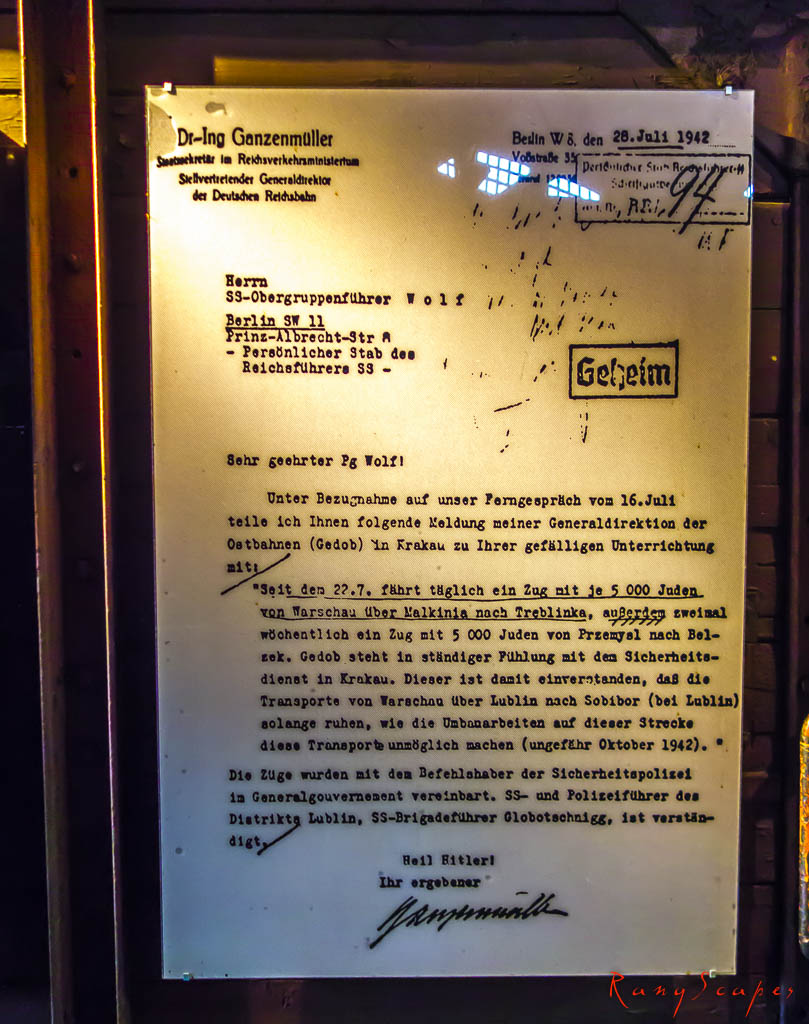 Dr-Ing Ganzenmüller
Staatssekretär im Reichsverkehrsministerium
Stellvertretender Generaldirektor
der Deutschen Reichsbahn
Berlin W 8, den 28. Juli 1942
Voßstraße 35
Persönlicher Stab Reichsführer-SS
94
Herrn
SS-Obergruppenführer Wolf
Berlin SW 11
Prinz-Albrecht-Str 8
- Persönlicher Stab des
Reichsführers SS -
Geheim
Sehr geehrter Pg Wolf!
Unter Bezugnahme auf unser Ferngespräch vom 16.Juli
teile ich Ihnen folgende Meldung meiner Generaldirektion der
Ostbahnen (Gedob) in Krakau zu Ihrer gefälligen Unterrichtung
mit:
"Seit dem 22.7. fährt täglich ein Zug mit je 5 000 Juden
von Warschau über Malkinia nach Treblinka, außerdem zweimal
wöchentlich ein Zug mit 5 000 Juden von Przemysl nach Bel-
zek. Gedob steht in ständiger Fühlung mit dem Sicherheits-
dienst in Krakau. Dieser ist damit einverstanden, daß die
Transporte von Warschau über Lublin nach Sobibor (bei Lublin)
solange ruhen, wie die Umbauarbeiten auf dieser Strecke
diese Transporte unmöglich machen (ungefähr Oktober 1942). "
Die Züge wurden mit dem Befehlshaber der Sicherheitspolizei
im Generalgouvernement vereinbart. SS- und Polizeiführer des
Distrikts Lublin, SS-Brigadeführer Globotschnigg, ist verstän-
digt.
Heil Hitler!
Ihr ergebener
Ganzenmüller
RanyScapes